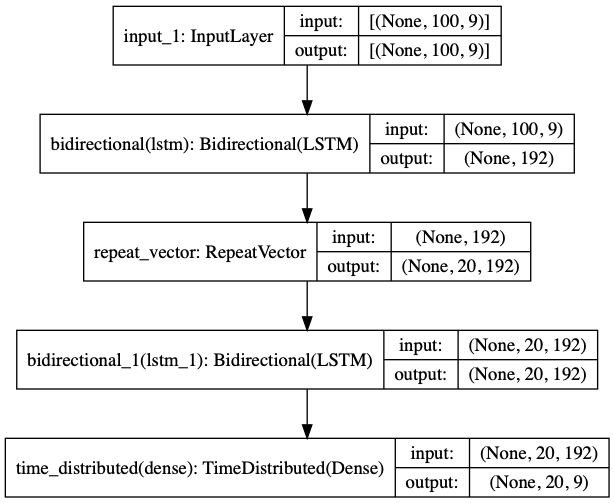 input_1: InputLayer
input: [(None, 100, 9)]
output: [(None, 100, 9)]
bidirectional(lstm): Bidirectional(LSTM)
input: (None, 100, 9)
output: (None, 192)
repeat_vector: RepeatVector
input: (None, 192)
output: (None, 20, 192)
bidirectional_1(lstm_1): Bidirectional(LSTM)
input: (None, 20, 192)
output: (None, 20, 192)
time_distributed(dense): TimeDistributed(Dense)
input: (None, 20, 192)
output: (None, 20, 9)